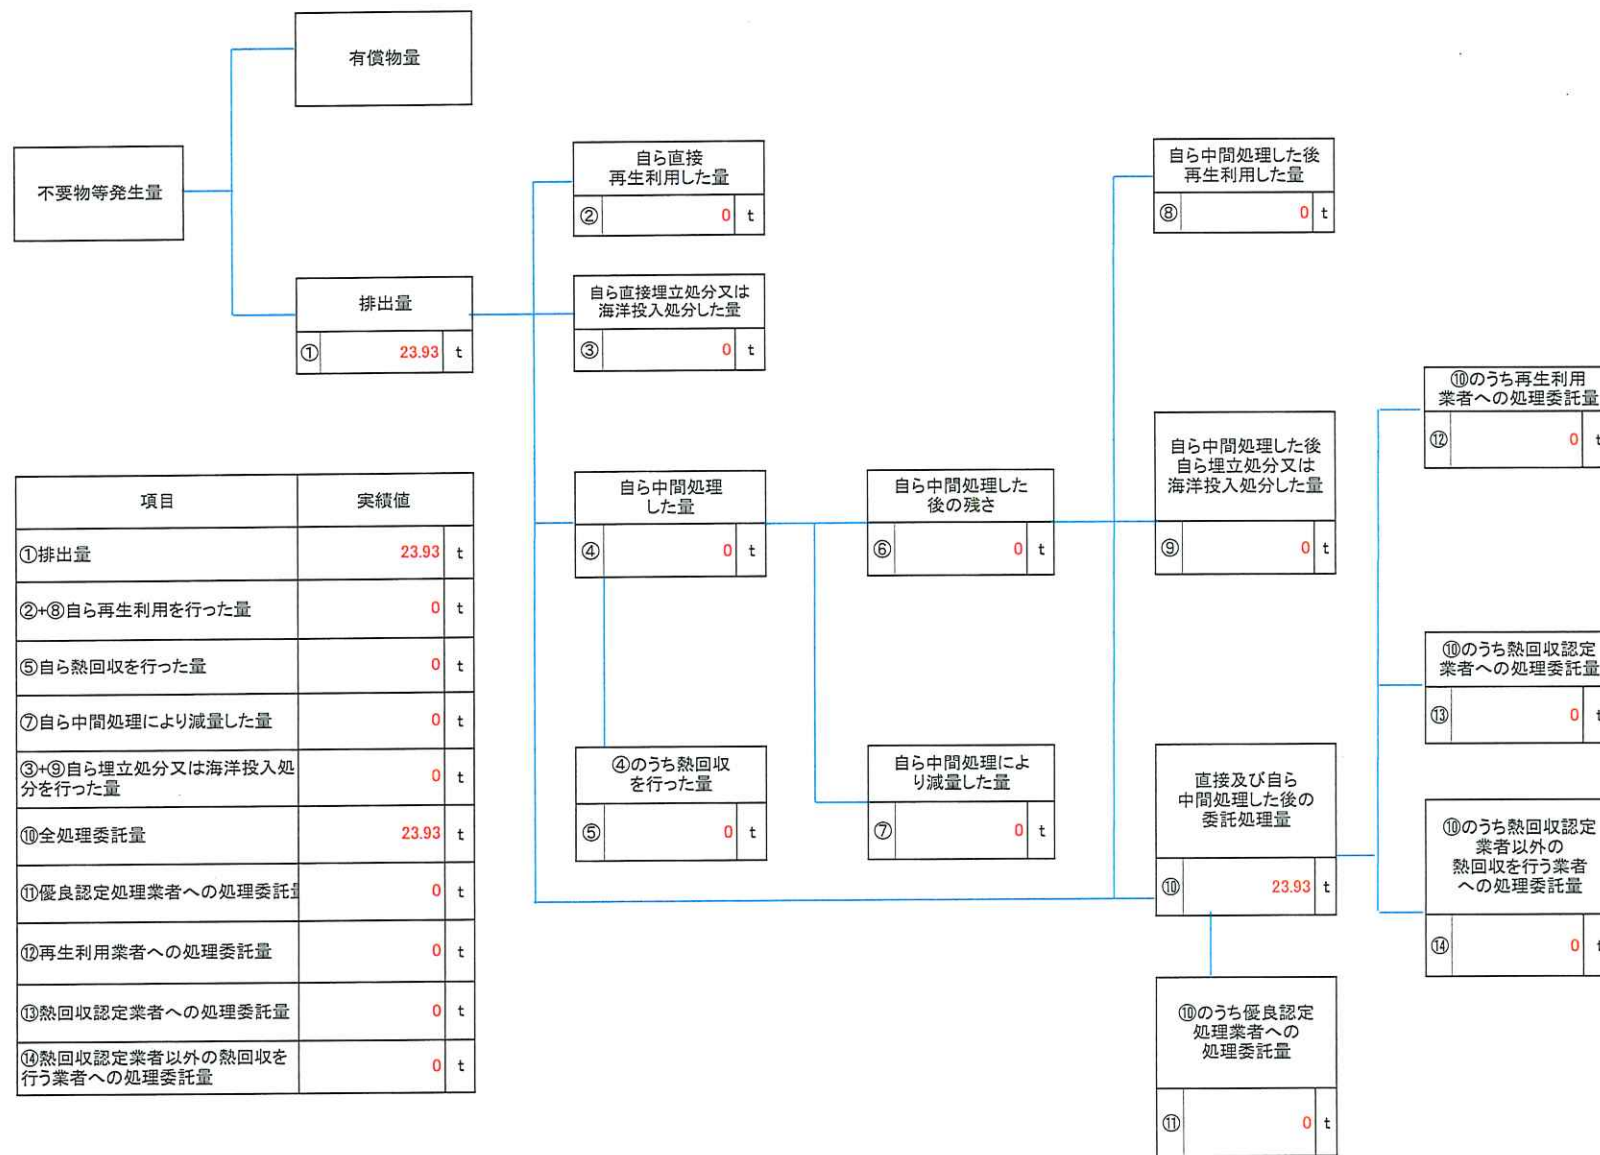 有償物量
不要物等発生量
排出量
① 23.93 t
自ら直接
再生利用した量
② 0 t
自ら直接埋立処分又は
海洋投入処分した量
③ 0 t
自ら中間処理
した量
④ 0 t
④のうち熱回収
を行った量
⑤ 0 t
自ら中間処理した
後の残さ
⑥ 0 t
自ら中間処理によ
り減量した量
⑦ 0 t
自ら中間処理した後
再生利用した量
⑧ 0 t
自ら中間処理した後
自ら埋立処分又は
海洋投入処分した量
⑨ 0 t
直接及び自ら
中間処理した後の
委託処理量
⑩ 23.93 t
⑩のうち優良認定
処理業者への
処理委託量
⑪ 0 t
⑩のうち再生利用
業者への処理委託量
⑫ 0 t
⑩のうち熱回収認定
業者への処理委託量
⑬ 0 t
⑩のうち熱回収認定
業者以外の
熱回収を行う業者
への処理委託量
⑭ 0 t
項目 実績値
①排出量 23.93 t
②+⑧自ら再生利用を行った量 0 t
⑤自ら熱回収を行った量 0 t
⑦自ら中間処理により減量した量 0 t
③+⑨自ら埋立処分又は海洋投入処
分を行った量 0 t
⑩全処理委託量 23.93 t
⑪優良認定処理業者への処理委託量 0 t
⑫再生利用業者への処理委託量 0 t
⑬熱回収認定業者への処理委託量 0 t
⑭熱回収認定業者以外の熱回収を
行う業者への処理委託量 0 t